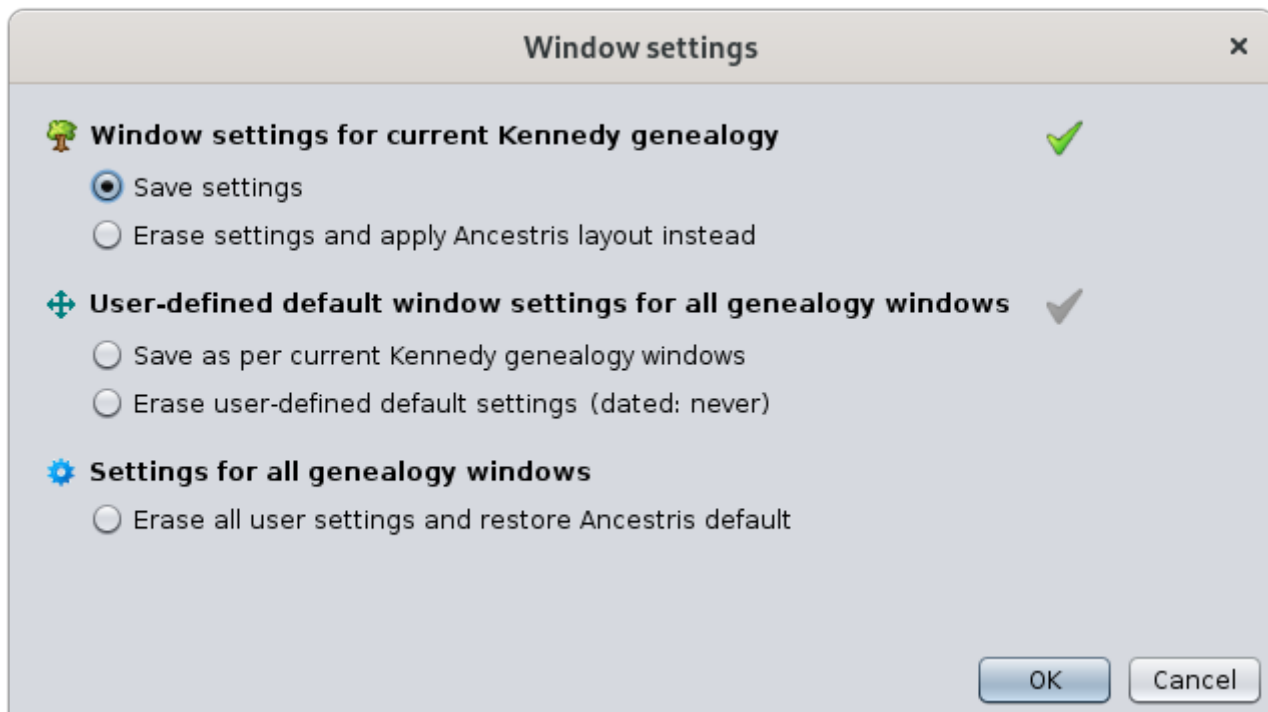 Window settings
Window settings for current Kennedy genealogy
Save settings
Erase settings and apply Ancestris layout instead
User-defined default window settings for all genealogy windows
Save as per current Kennedy genealogy windows
Erase user-defined default settings (dated: never)
Settings for all genealogy windows
Erase all user settings and restore Ancestris default
OK Cancel